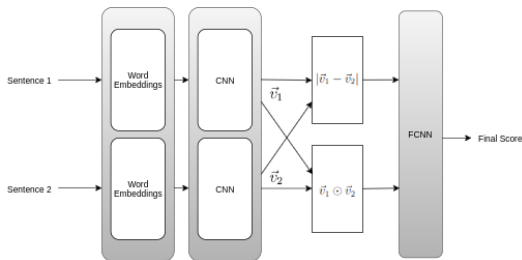 Sentence 1
Word
Embeddings
CNN
v⃗₁
|v⃗₁ − v⃗₂|
FCNN
Final Score
Sentence 2
Word
Embeddings
CNN
v⃗₂
v⃗₁ ⊙ v⃗₂